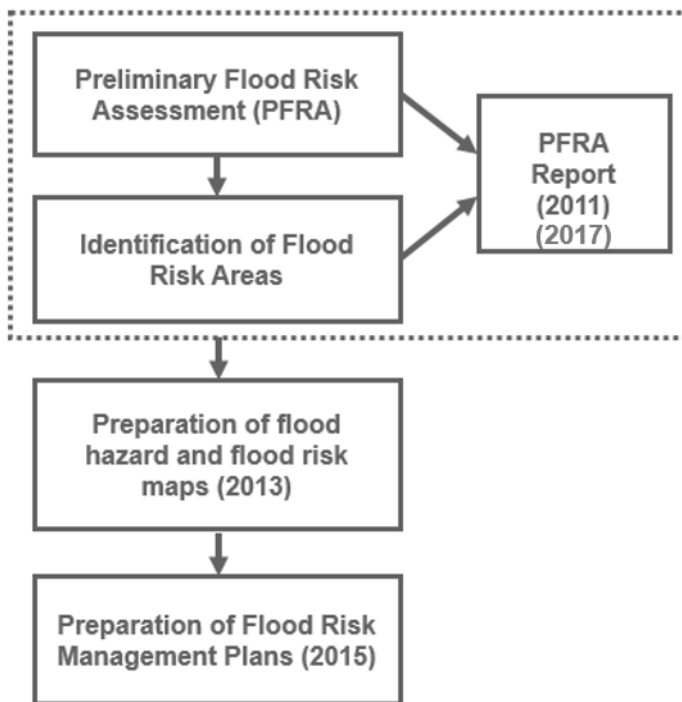 Preliminary Flood Risk
Assessment (PFRA)
PFRA
Report
(2011)
(2017)
Identification of Flood
Risk Areas
Preparation of flood
hazard and flood risk
maps (2013)
Preparation of Flood Risk
Management Plans (2015)